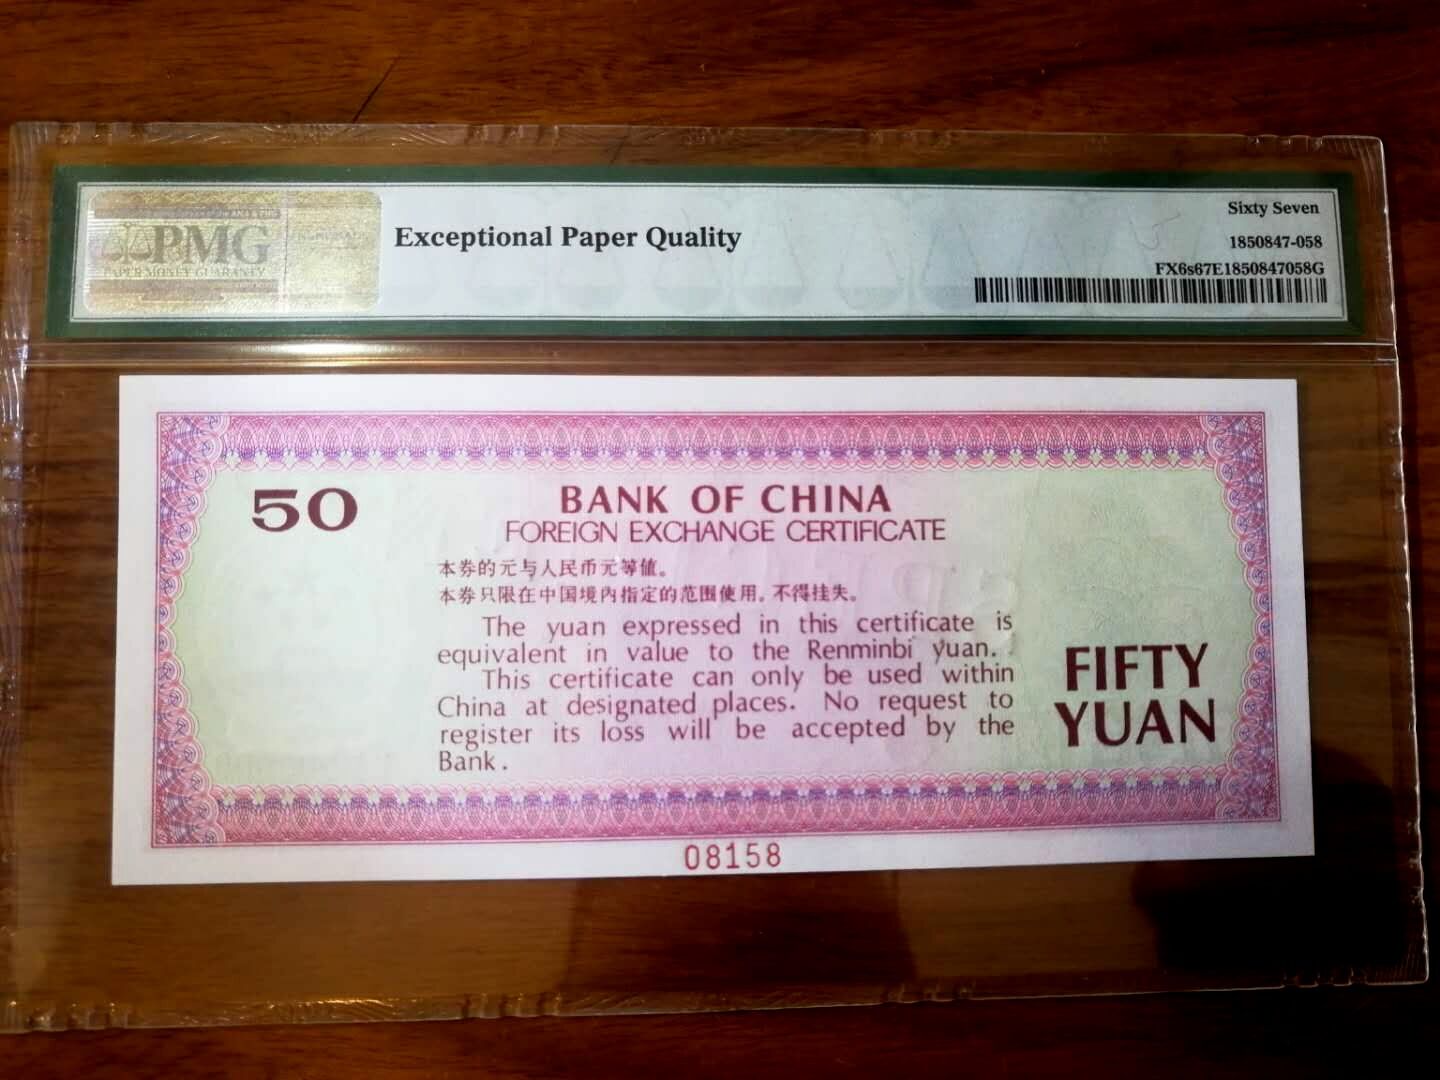 PMG
PAPER MONEY GUARANTY
Exceptional Paper Quality
Sixty Seven
1850847-058
FX6s67E1850847058G
50
BANK OF CHINA
FOREIGN EXCHANGE CERTIFICATE
本券的元与人民币元等值。
本券只限在中国境内指定的范围使用。不得挂失。
The yuan expressed in this certificate is
equivalent in value to the Renminbi yuan.
This certificate can only be used within
China at designated places. No request to
register its loss will be accepted by the
Bank.
FIFTY
YUAN
08158